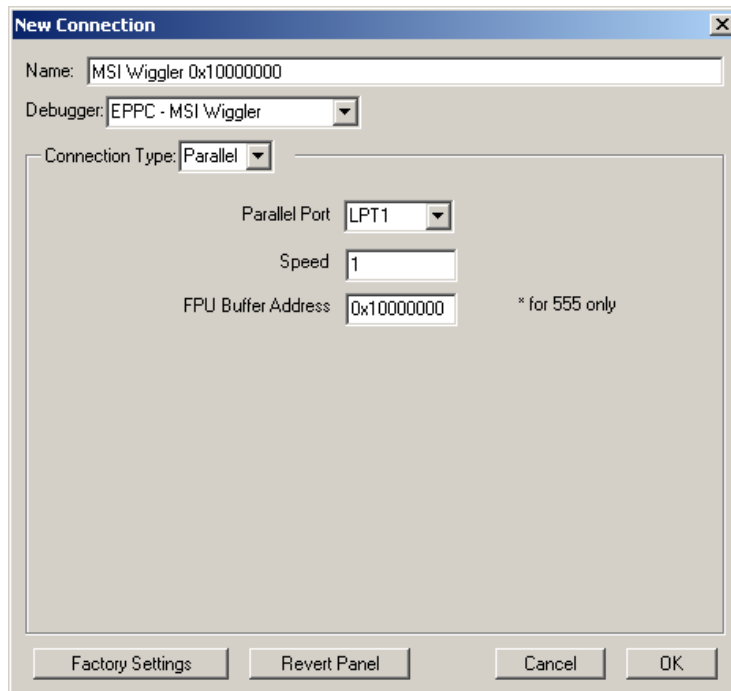 New Connection
Name: MSI Wiggler 0x10000000
Debugger: EPPC - MSI Wiggler
Connection Type: Parallel
Parallel Port LPT1
Speed 1
FPU Buffer Address 0x10000000 * for 555 only
Factory Settings Revert Panel Cancel OK